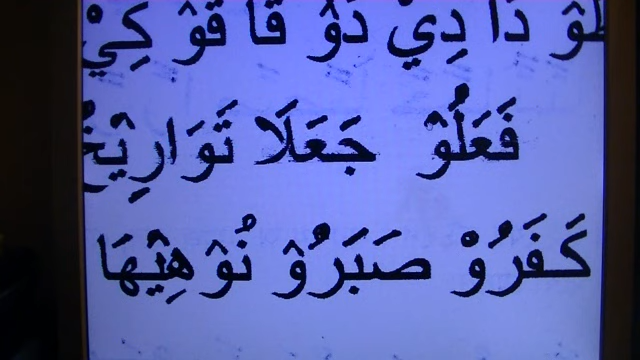 دَا دِيْ دُوْ قَا قُوْ كِيْ
فَعَلُوْ جَعَلَا تَوَارِيْخُ
كَفَرُوْ صَبَرُوْ نُوْهِيْهَا